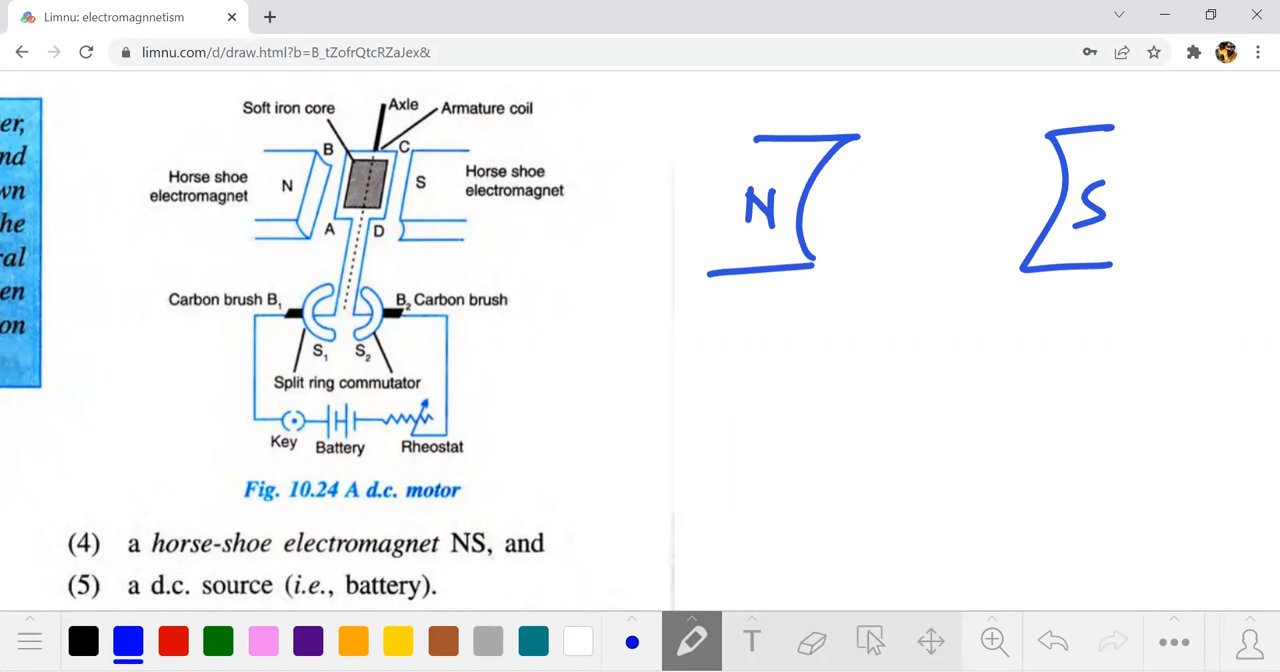 Limnu: electromagnnetism
limnu.com/d/draw.html?b=B_tZofrQtcRZaJex&
er,
nd
wn
he
al
en
on
Soft iron core
Axle
Armature coil
B
C
Horse shoe
electromagnet
N
S
Horse shoe
electromagnet
A
D
Carbon brush B1
B2 Carbon brush
S1
S2
Split ring commutator
Key
Battery
Rheostat
Fig. 10.24 A d.c. motor
(4) a horse-shoe electromagnet NS, and
(5) a d.c. source (i.e., battery).
N
S
T